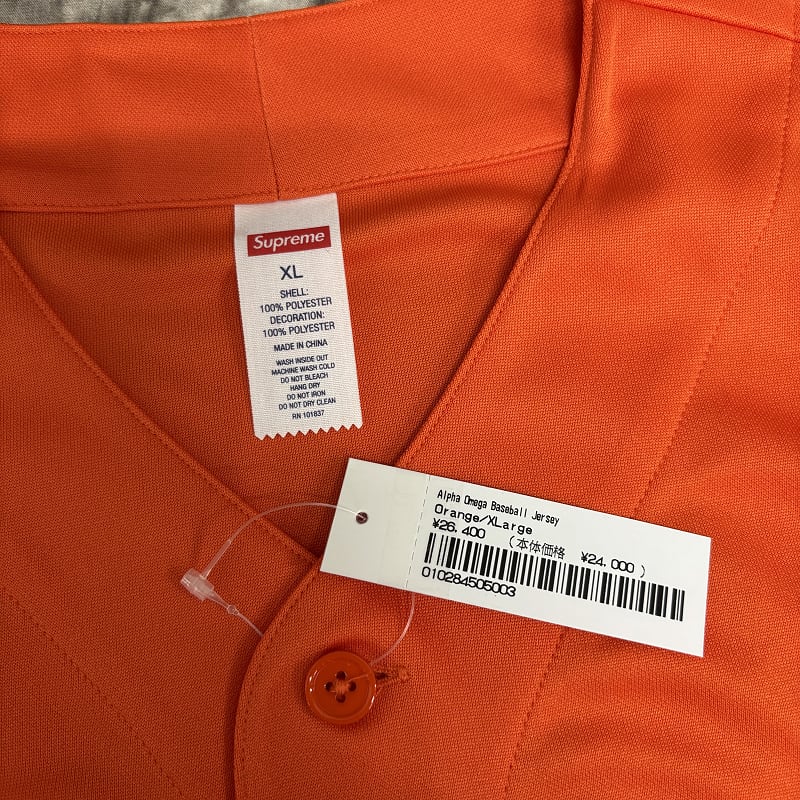 Supreme
XL
SHELL:
100% POLYESTER
DECORATION:
100% POLYESTER
MADE IN CHINA
WASH INSIDE OUT
MACHINE WASH COLD
DO NOT BLEACH
HANG DRY
DO NOT IRON
DO NOT DRY CLEAN
RN 101837
Alpha Omega Baseball Jersey
Orange/XLarge
¥26,400 (本体価格 ¥24,000)
010284505003